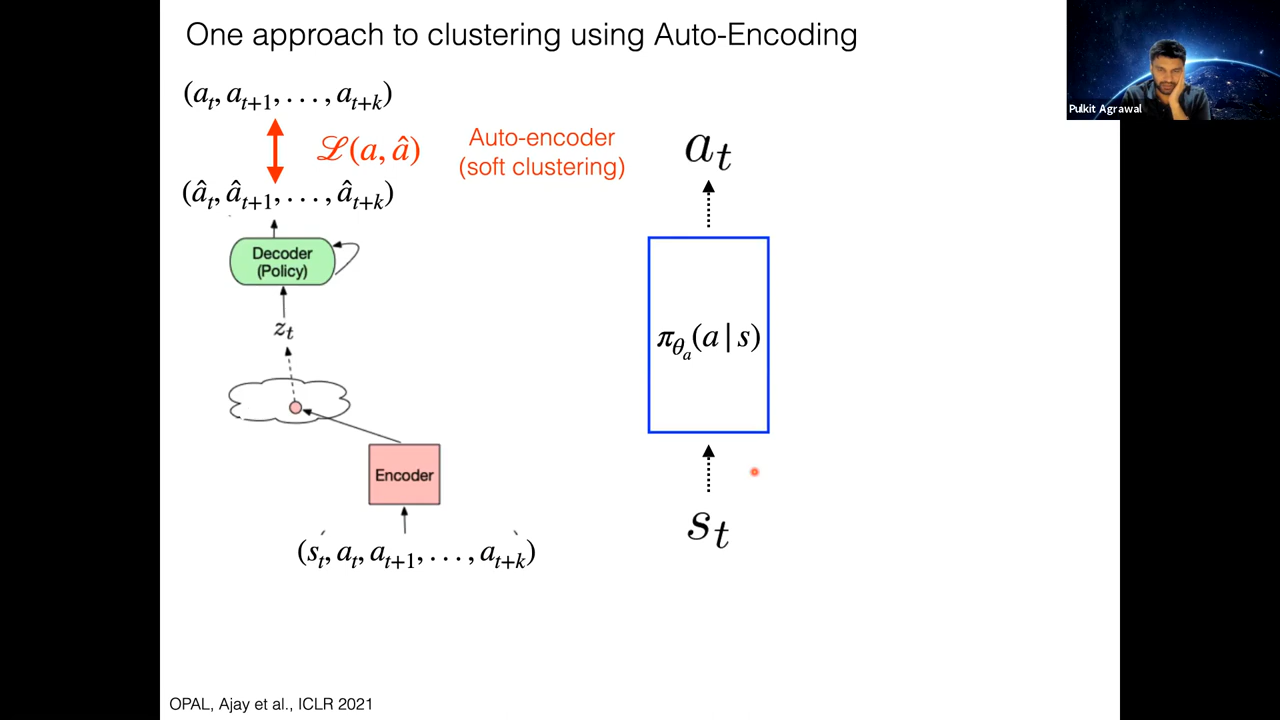 One approach to clustering using Auto-Encoding
Pulkit Agrawal
(a_t, a_{t+1}, . . . , a_{t+k})
ℒ(a, â)
Auto-encoder
(soft clustering)
(â_t, â_{t+1}, . . . , â_{t+k})
Decoder
(Policy)
z_t
Encoder
(s_t, a_t, a_{t+1}, . . . , a_{t+k})
a_t
π_{θ_a}(a | s)
s_t
OPAL, Ajay et al., ICLR 2021